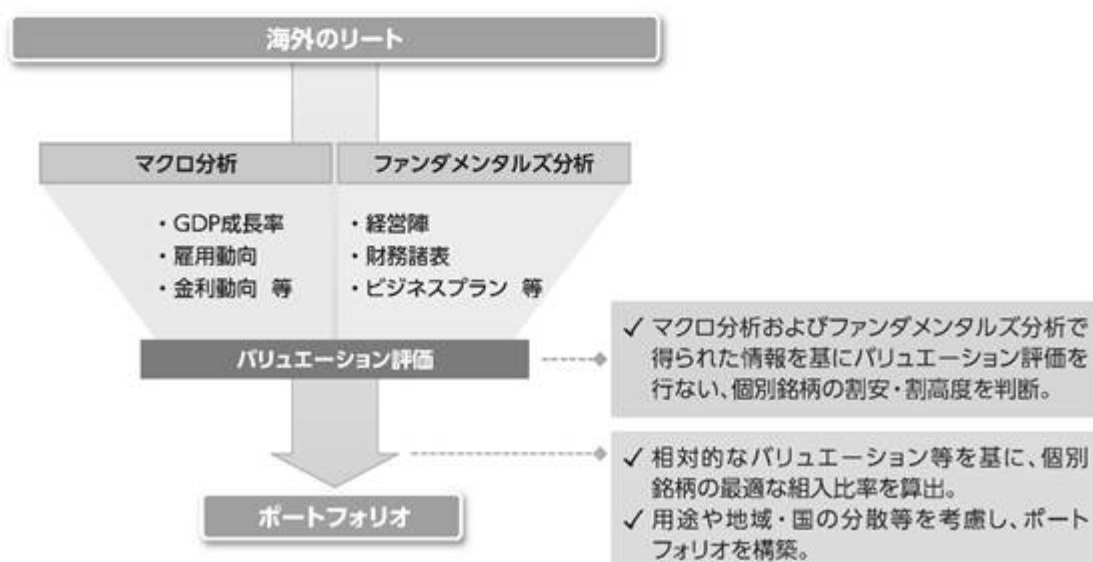 海外のリート
マクロ分析
ファンダメンタルズ分析
・GDP成長率
・雇用動向
・金利動向 等
・経営陣
・財務諸表
・ビジネスプラン 等
バリュエーション評価
✓ マクロ分析およびファンダメンタルズ分析で
得られた情報を基にバリュエーション評価を
行ない、個別銘柄の割安・割高度を判断。
✓ 相対的なバリュエーション等を基に、個別
銘柄の最適な組入比率を算出。
✓ 用途や地域・国の分散等を考慮し、ポート
フォリオを構築。
ポートフォリオ